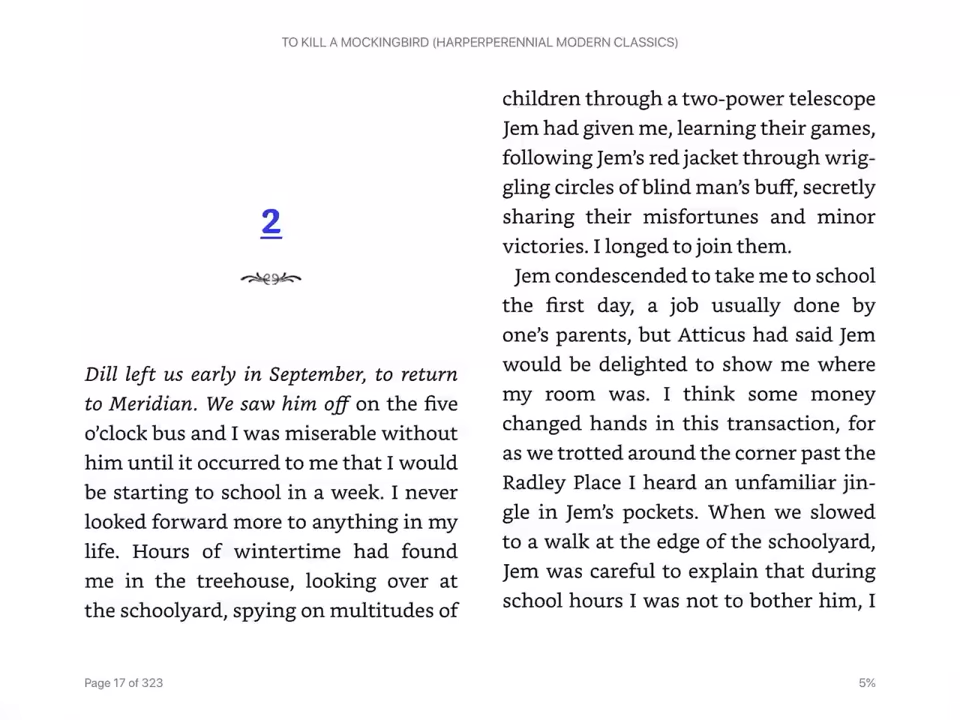 TO KILL A MOCKINGBIRD (HARPERPERENNIAL MODERN CLASSICS)
2
Dill left us early in September, to return
to Meridian. We saw him off on the five
o’clock bus and I was miserable without
him until it occurred to me that I would
be starting to school in a week. I never
looked forward more to anything in my
life. Hours of wintertime had found
me in the treehouse, looking over at
the schoolyard, spying on multitudes of
children through a two-power telescope
Jem had given me, learning their games,
following Jem’s red jacket through wrig-
gling circles of blind man’s buff, secretly
sharing their misfortunes and minor
victories. I longed to join them.
Jem condescended to take me to school
the first day, a job usually done by
one’s parents, but Atticus had said Jem
would be delighted to show me where
my room was. I think some money
changed hands in this transaction, for
as we trotted around the corner past the
Radley Place I heard an unfamiliar jin-
gle in Jem’s pockets. When we slowed
to a walk at the edge of the schoolyard,
Jem was careful to explain that during
school hours I was not to bother him, I
Page 17 of 323
5%